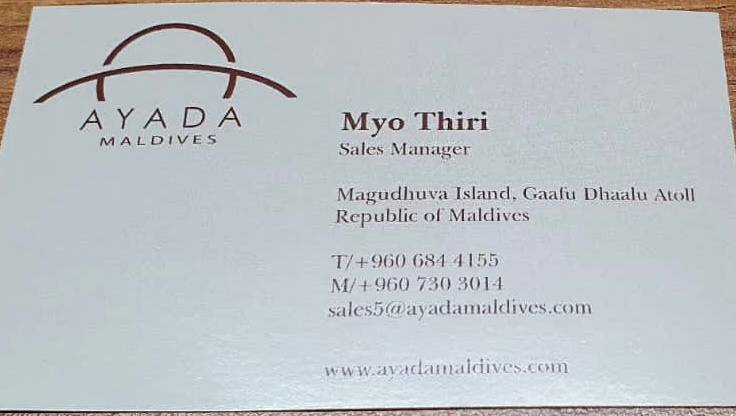 AYADA
MALDIVES
Myo Thiri
Sales Manager
Magudhuva Island, Gaafu Dhaalu Atoll
Republic of Maldives
T/+960 684 4155
M/+960 730 3014
sales5@ayadamaldives.com
www.ayadamaldives.com